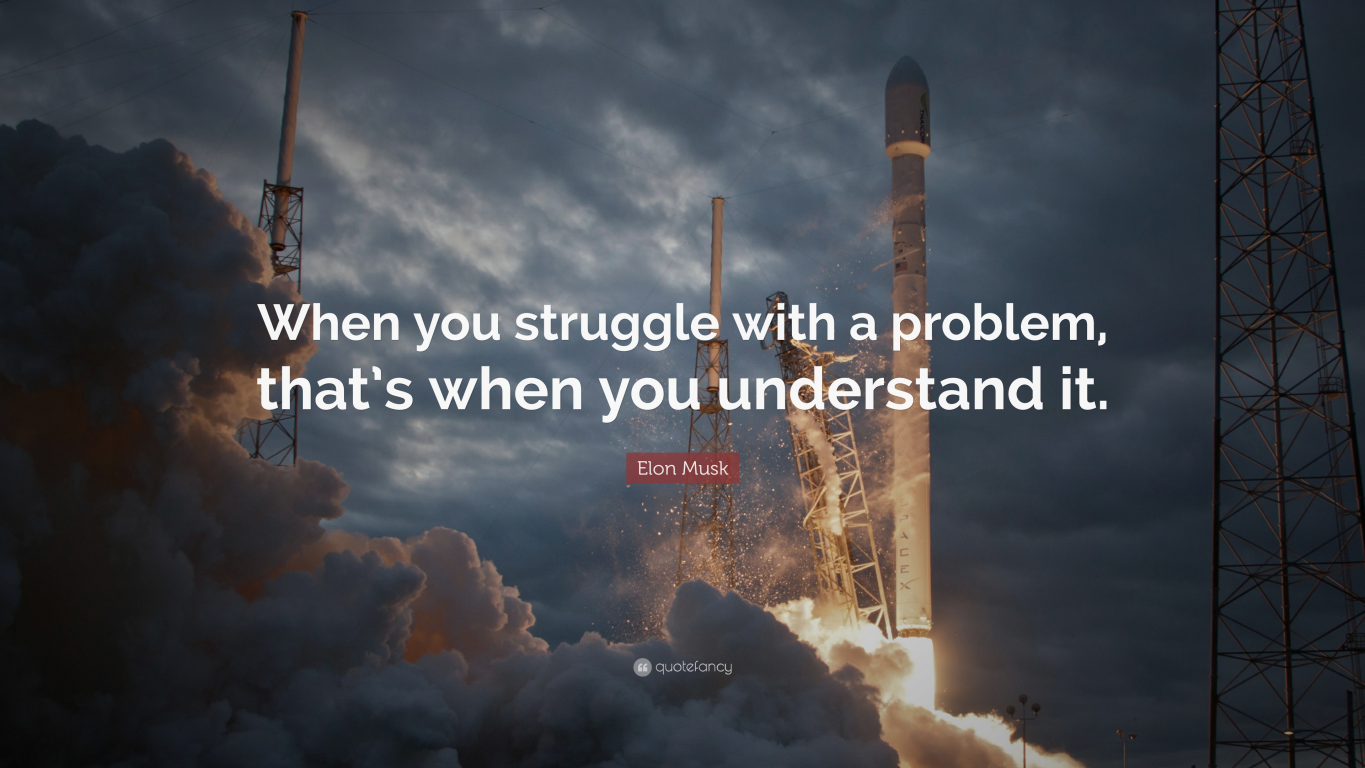 When you struggle with a problem,
that’s when you understand it.
Elon Musk
SPACEX
quotefancy